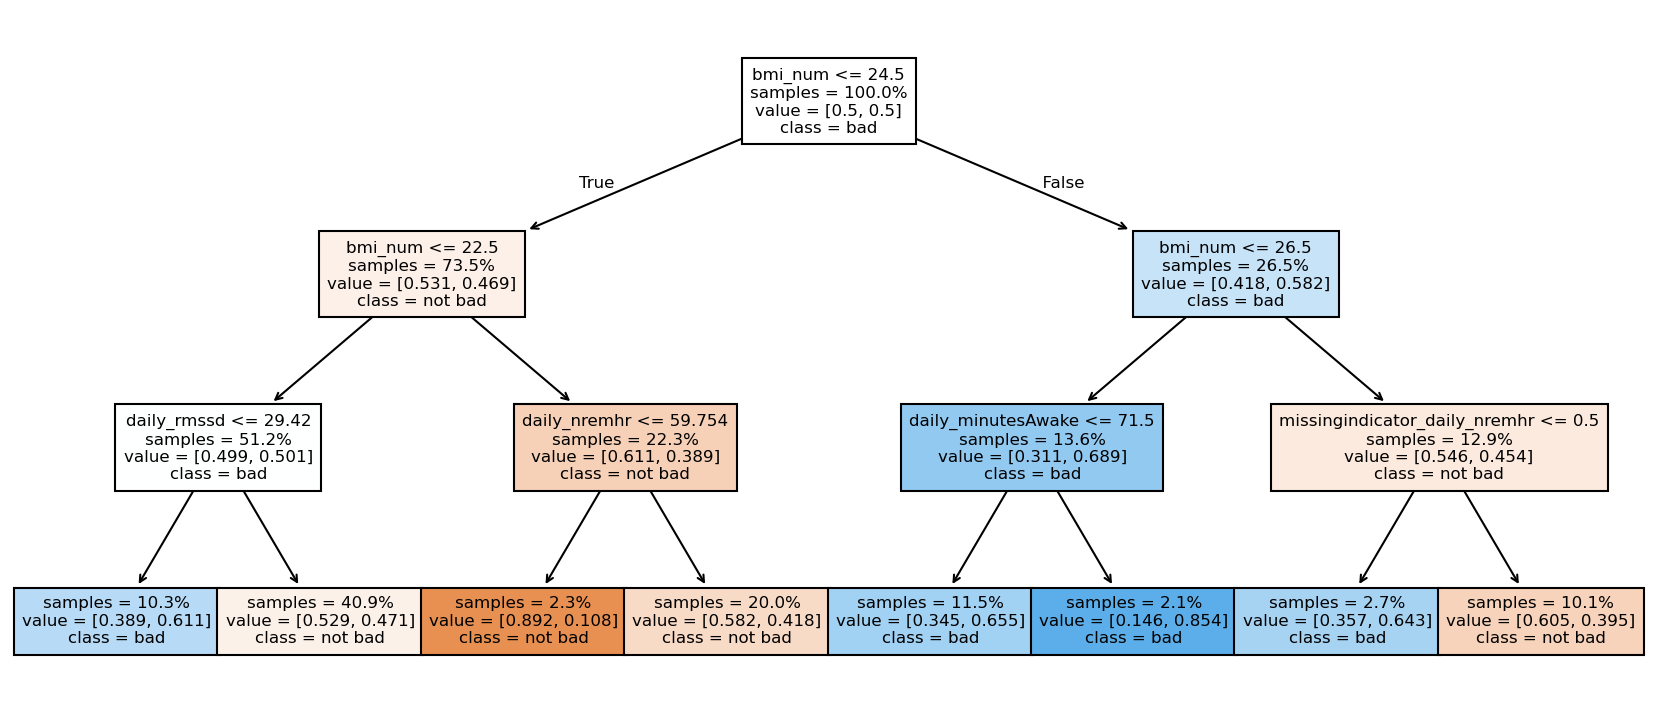 bmi_num <= 24.5
samples = 100.0%
value = [0.5, 0.5]
class = bad
True
False
bmi_num <= 22.5
samples = 73.5%
value = [0.531, 0.469]
class = not bad
bmi_num <= 26.5
samples = 26.5%
value = [0.418, 0.582]
class = bad
daily_rmssd <= 29.42
samples = 51.2%
value = [0.499, 0.501]
class = bad
daily_nremhr <= 59.754
samples = 22.3%
value = [0.611, 0.389]
class = not bad
daily_minutesAwake <= 71.5
samples = 13.6%
value = [0.311, 0.689]
class = bad
missingindicator_daily_nremhr <= 0.5
samples = 12.9%
value = [0.546, 0.454]
class = not bad
samples = 10.3%
value = [0.389, 0.611]
class = bad
samples = 40.9%
value = [0.529, 0.471]
class = not bad
samples = 2.3%
value = [0.892, 0.108]
class = not bad
samples = 20.0%
value = [0.582, 0.418]
class = not bad
samples = 11.5%
value = [0.345, 0.655]
class = bad
samples = 2.1%
value = [0.146, 0.854]
class = bad
samples = 2.7%
value = [0.357, 0.643]
class = bad
samples = 10.1%
value = [0.605, 0.395]
class = not bad